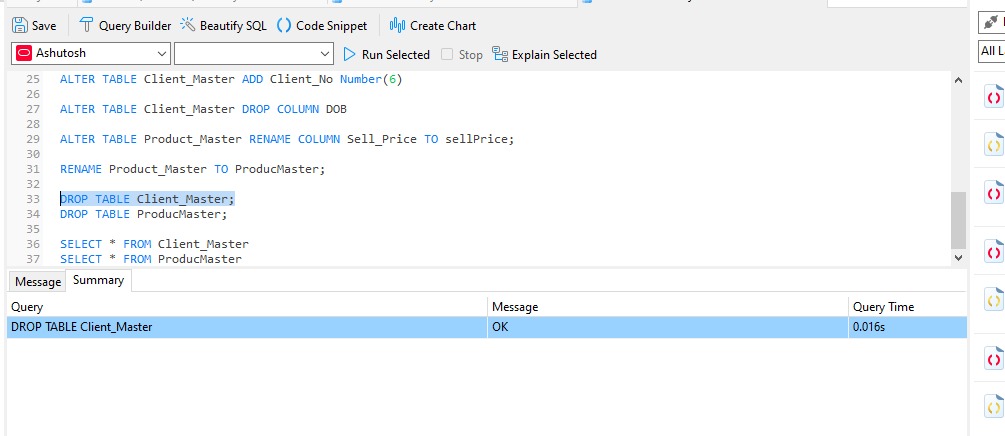 Save Query Builder Beautify SQL Code Snippet Create Chart
Ashutosh Run Selected Stop Explain Selected
All L
25 ALTER TABLE Client_Master ADD Client_No Number(6)
26
27 ALTER TABLE Client_Master DROP COLUMN DOB
28
29 ALTER TABLE Product_Master RENAME COLUMN Sell_Price TO sellPrice;
30
31 RENAME Product_Master TO ProducMaster;
32
33 DROP TABLE Client_Master;
34 DROP TABLE ProducMaster;
35
36 SELECT * FROM Client_Master
37 SELECT * FROM ProducMaster
Message Summary
Query Message Query Time
DROP TABLE Client_Master OK 0.016s